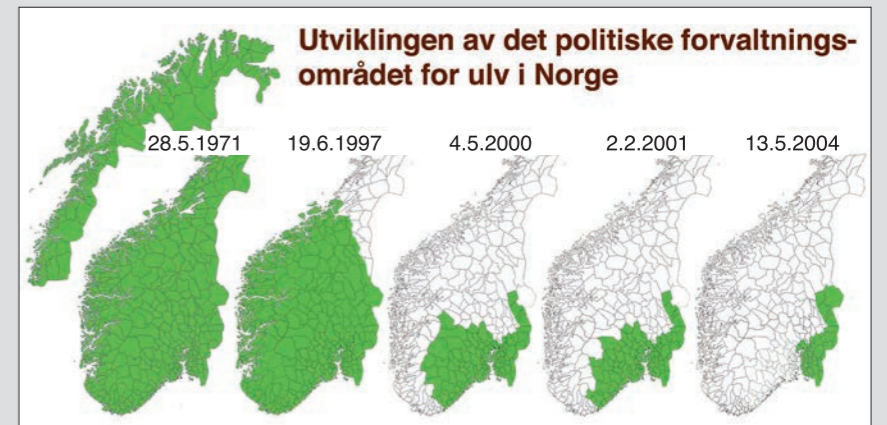 Utviklingen av det politiske forvaltnings-
området for ulv i Norge
28.5.1971 19.6.1997 4.5.2000 2.2.2001 13.5.2004